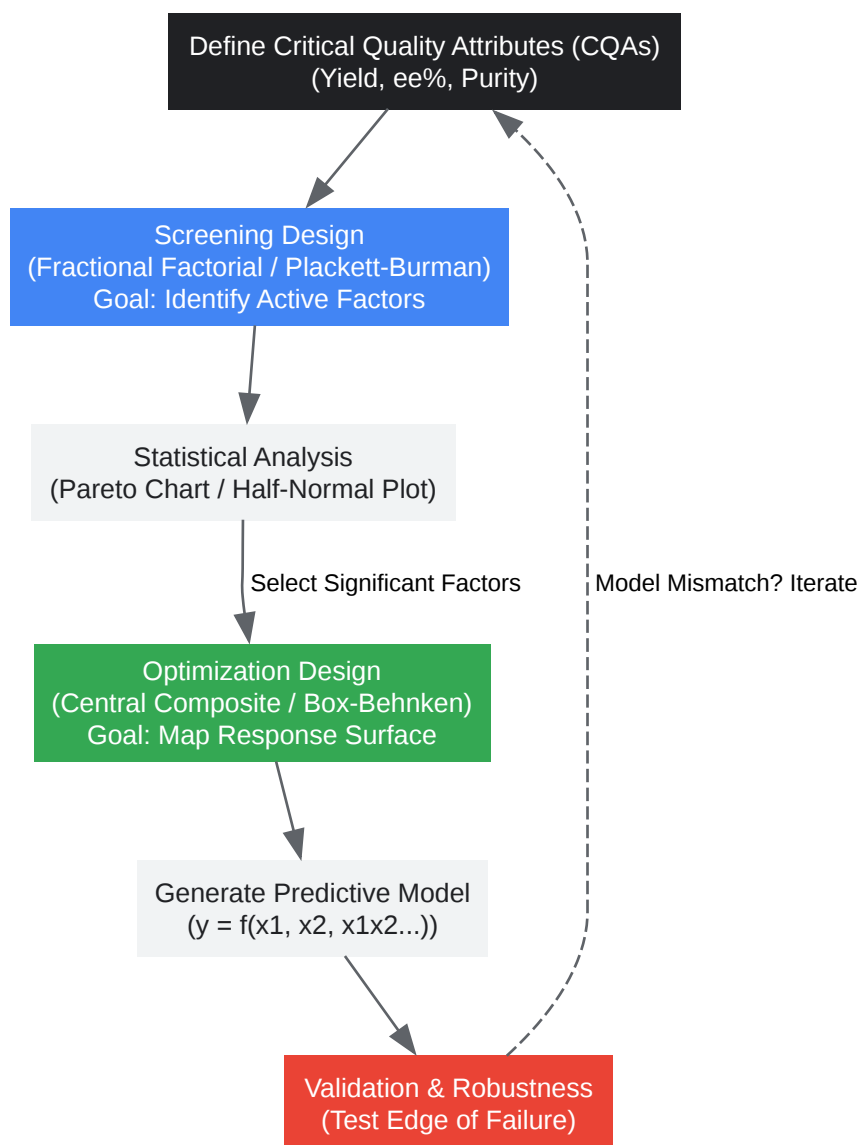 Define Critical Quality Attributes (CQAs)
(Yield, ee%, Purity)
Screening Design
(Fractional Factorial / Plackett-Burman)
Goal: Identify Active Factors
Statistical Analysis
(Pareto Chart / Half-Normal Plot)
Select Significant Factors
Model Mismatch? Iterate
Optimization Design
(Central Composite / Box-Behnken)
Goal: Map Response Surface
Generate Predictive Model
(y = f(x1, x2, x1x2...))
Validation & Robustness
(Test Edge of Failure)